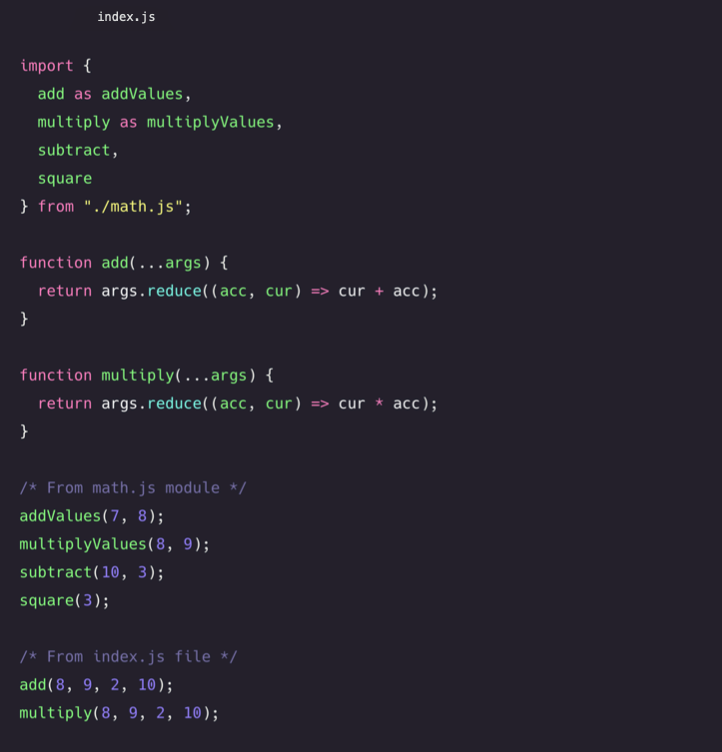 index.js
import {
  add as addValues,
  multiply as multiplyValues,
  subtract,
  square
} from "./math.js";
function add(...args) {
  return args.reduce((acc, cur) => cur + acc);
}
function multiply(...args) {
  return args.reduce((acc, cur) => cur * acc);
}
/* From math.js module */
addValues(7, 8);
multiplyValues(8, 9);
subtract(10, 3);
square(3);
/* From index.js file */
add(8, 9, 2, 10);
multiply(8, 9, 2, 10);